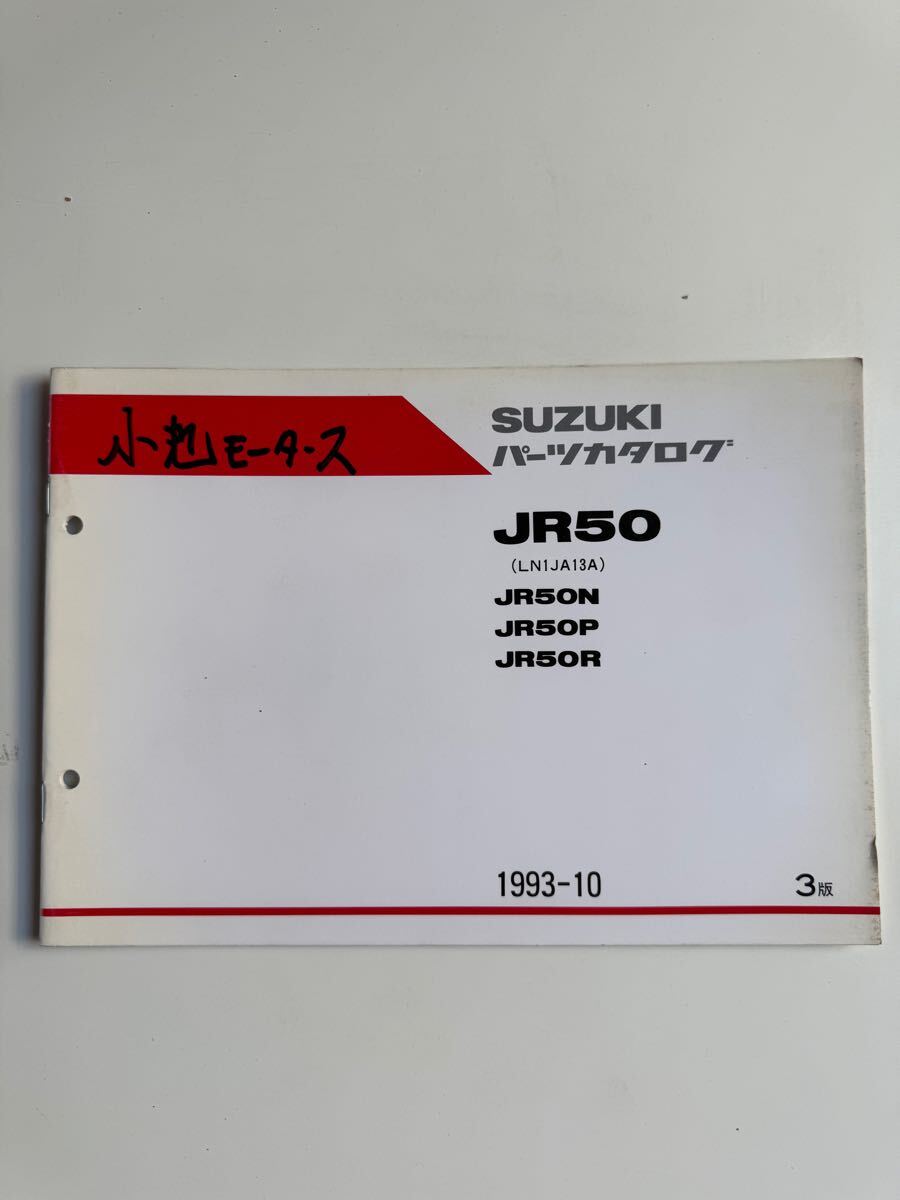 小型モータース
SUZUKI
パーツカタログ
JR50
(LN1JA13A)
JR50N
JR50P
JR50R
1993-10
3版